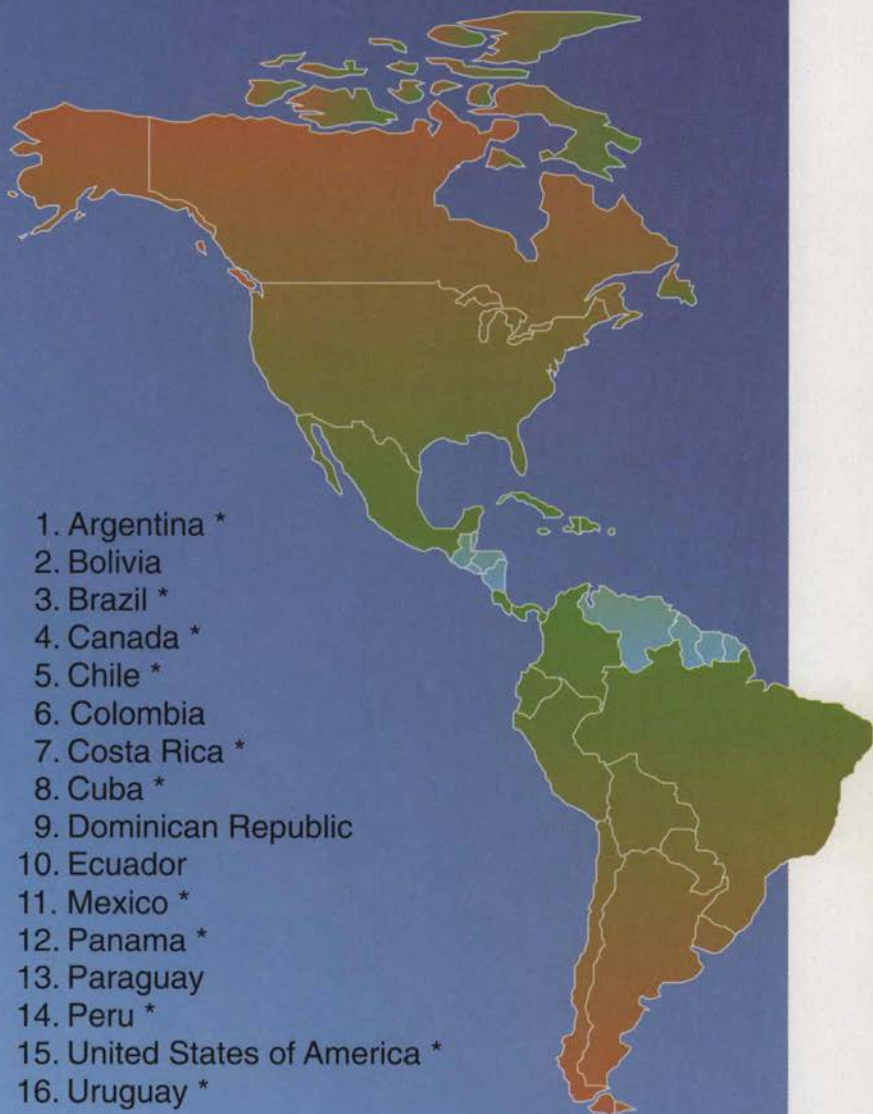 1. Argentina *
2. Bolivia
3. Brazil *
4. Canada *
5. Chile *
6. Colombia
7. Costa Rica *
8. Cuba *
9. Dominican Republic
10. Ecuador
11. Mexico *
12. Panama *
13. Paraguay
14. Peru *
15. United States of America *
16. Uruguay *